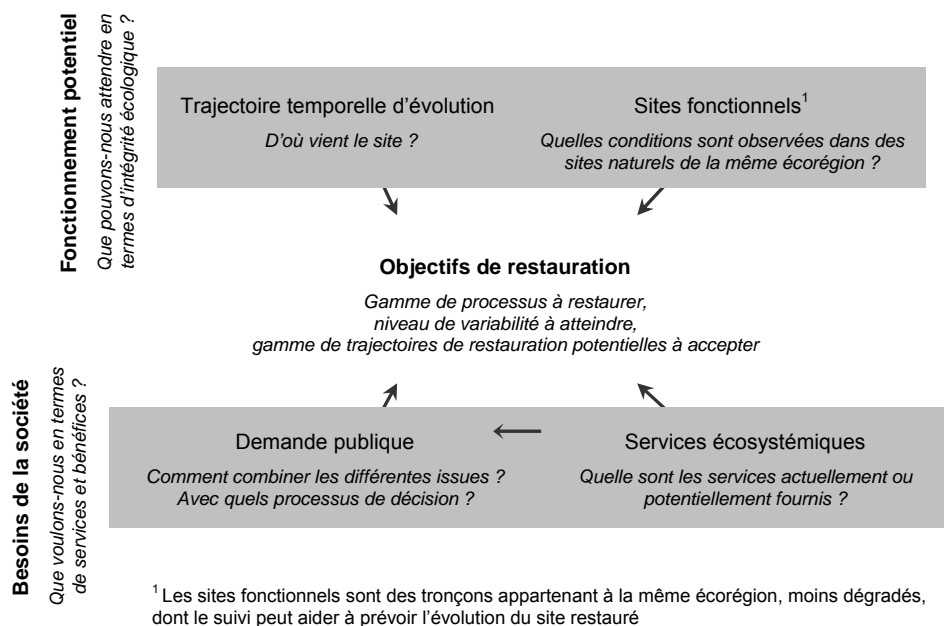 Fonctionnement potentiel
Que pouvons-nous attendre en
termes d'intégrité écologique ?
Trajectoire temporelle d'évolution
D'où vient le site ?
Sites fonctionnels1
Quelles conditions sont observées dans des
sites naturels de la même écorégion ?
Objectifs de restauration
Gamme de processus à restaurer,
niveau de variabilité à atteindre,
gamme de trajectoires de restauration potentielles à accepter
Besoins de la société
Que voulons-nous en termes
de services et bénéfices ?
Demande publique
Comment combiner les différentes issues ?
Avec quels processus de décision ?
Services écosystémiques
Quelle sont les services actuellement ou
potentiellement fournis ?
1 Les sites fonctionnels sont des tronçons appartenant à la même écorégion, moins dégradés,
dont le suivi peut aider à prévoir l'évolution du site restauré